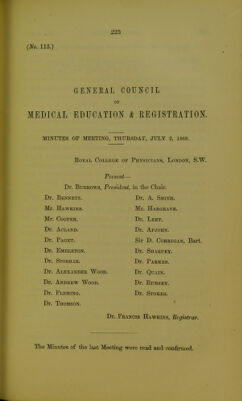 223
(No. 113.)
GENERAL COUNCIL
OF
MEDICAL EDUCATION & REGISTRATION.
MINUTES OF MEETING, THURSDAY, JULY 2, 1868.
ROYAL COLLEGE OF PHYSICIANS, LONDON, S.W.
Present—
Dr. BURROWS, President, in the Chair.
Dr. BENNETT. Dr. A. SMITH.
Mr. HAWKINS. Mr. HARGRAVE.
Mr. COOPER. Dr. LEET.
Dr. ACLAND. Dr. APJOHN.
Dr. PAGET. Sir D. CORRIGAN, Bart.
Dr. EMBLETON. Dr. SHARPEY.
Dr. STORRAR. Dr. PARKES.
Dr. ALEXANDER WOOD. Dr. QUAIN.
Dr. ANDREW WOOD. Dr. RUMSEY.
Dr. FLEMING. Dr. STOKES.
Dr. THOMSON.
Dr. FRANCIS HAWKINS, Registrar.
The Minutes of the last Meeting were read and confirmed.